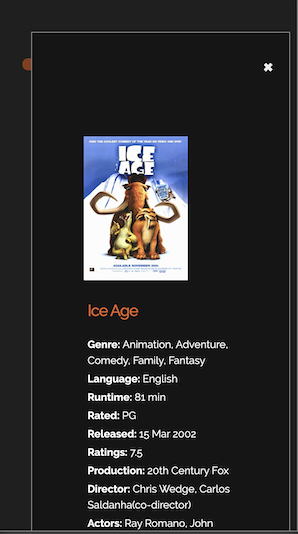 ✖
ICE
AGE
Ice Age
Genre: Animation, Adventure,
Comedy, Family, Fantasy
Language: English
Runtime: 81 min
Rated: PG
Released: 15 Mar 2002
Ratings: 7.5
Production: 20th Century Fox
Director: Chris Wedge, Carlos
Saldanha(co-director)
Actors: Ray Romano, John